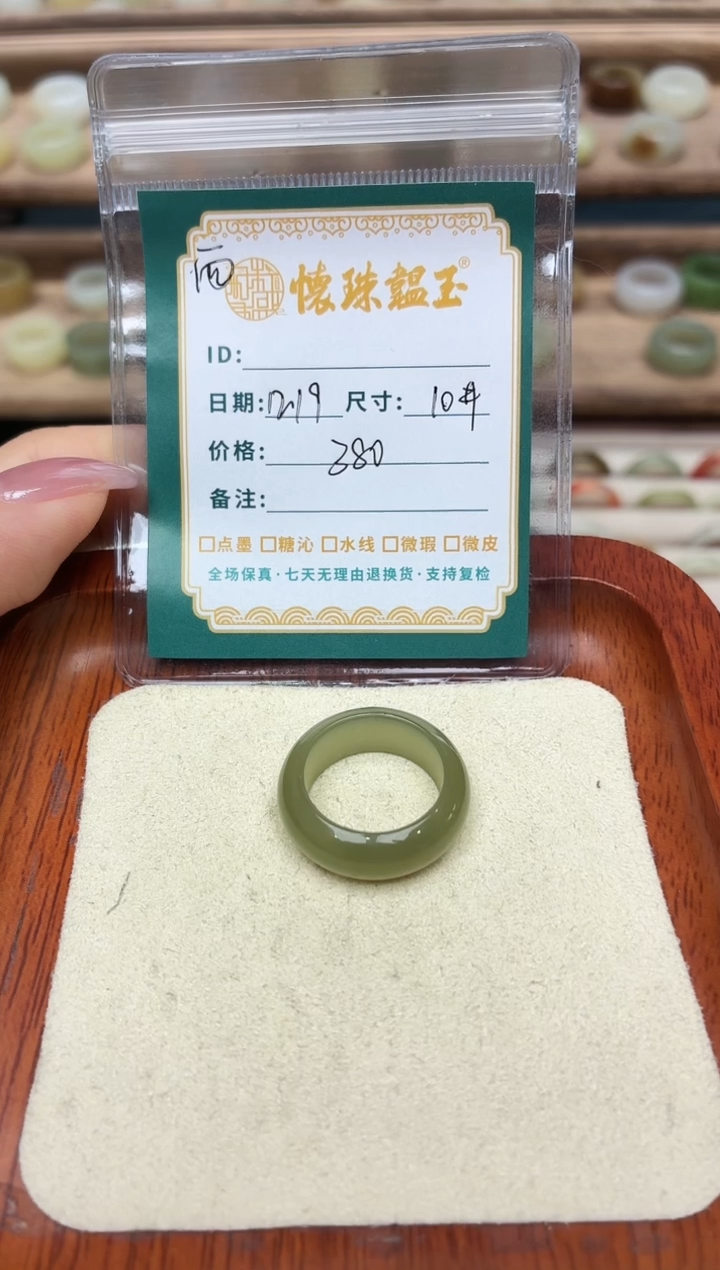 懷珠韞玉®
ID:
日期:12.19 尺寸:10#
价格:380
备注:
□点墨 □糖沁 □水线 □微瑕 □微皮
全场保真·七天无理由退换货·支持复检